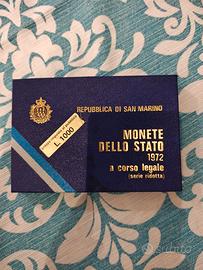 REPUBBLICA DI SAN MARINO
L. 1000
MONETE
DELLO STATO
1972
a corso legale
(serie ridotta)